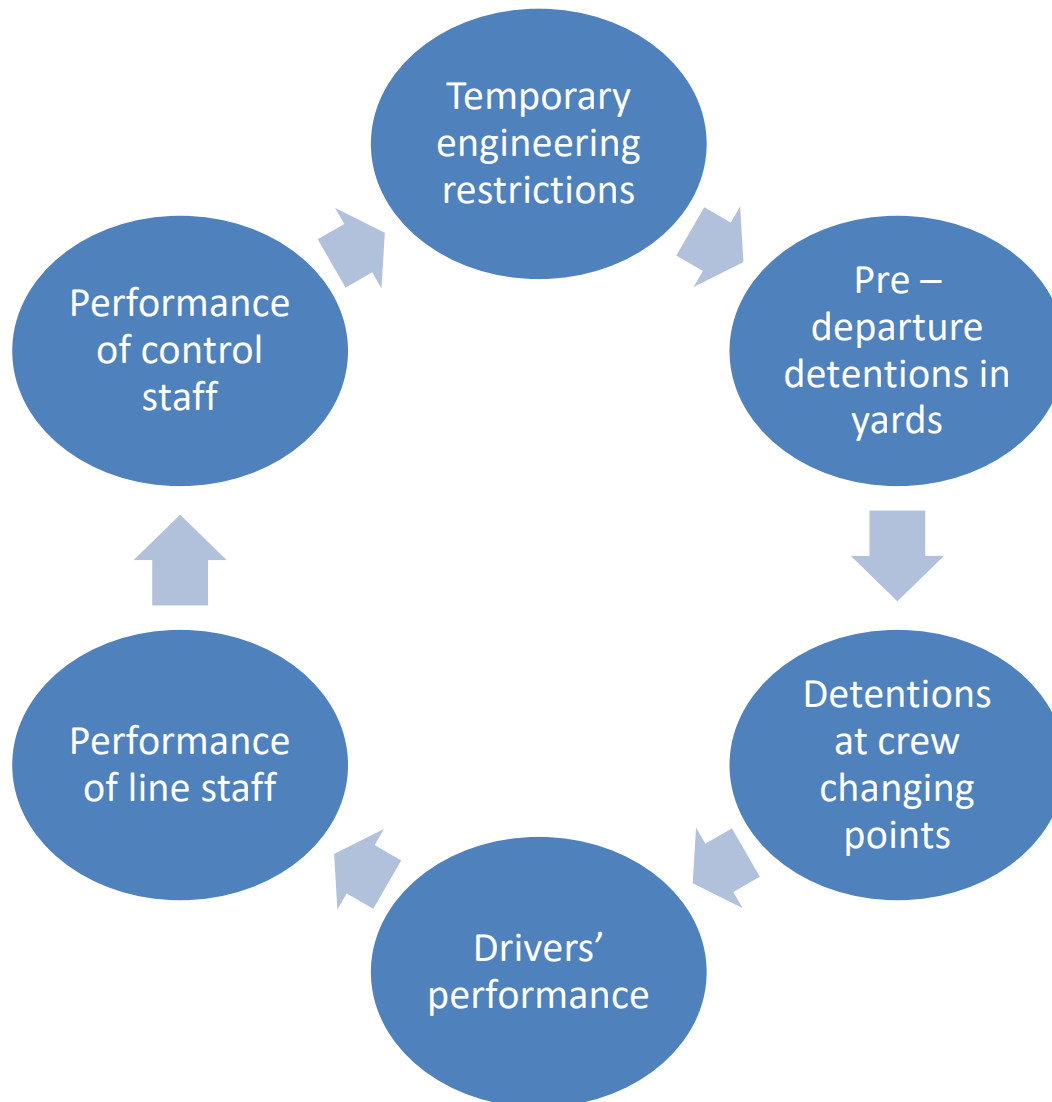 Temporary
engineering
restrictions
Pre –
departure
detentions in
yards
Detentions
at crew
changing
points
Drivers’
performance
Performance
of line staff
Performance
of control
staff